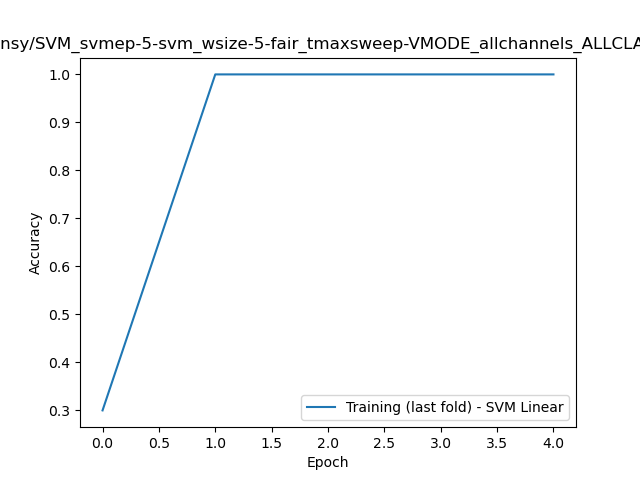 nsy/SVM_svmep-5-svm_wsize-5-fair_tmaxsweep-VMODE_allchannels_ALLCLA
1.0
0.9
0.8
0.7
0.6
0.5
0.4
0.3
Accuracy
Training (last fold) - SVM Linear
0.0 0.5 1.0 1.5 2.0 2.5 3.0 3.5 4.0
Epoch